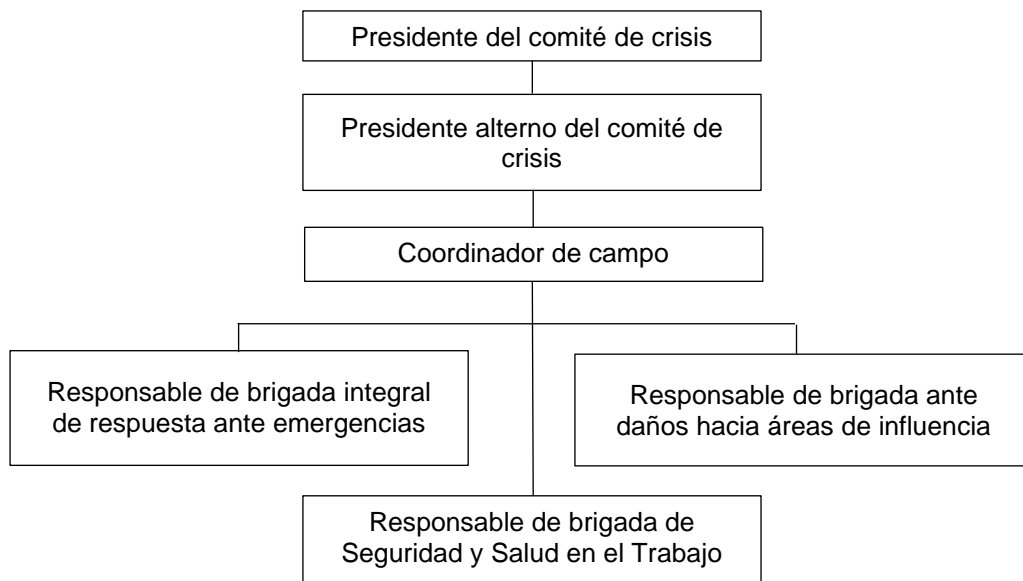 Presidente del comité de crisis
Presidente alterno del comité de
crisis
Coordinador de campo
Responsable de brigada integral
de respuesta ante emergencias
Responsable de brigada ante
daños hacia áreas de influencia
Responsable de brigada de
Seguridad y Salud en el Trabajo